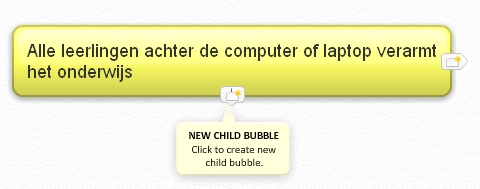 Alle leerlingen achter de computer of laptop verarmt
het onderwijs
NEW CHILD BUBBLE
Click to create new
child bubble.